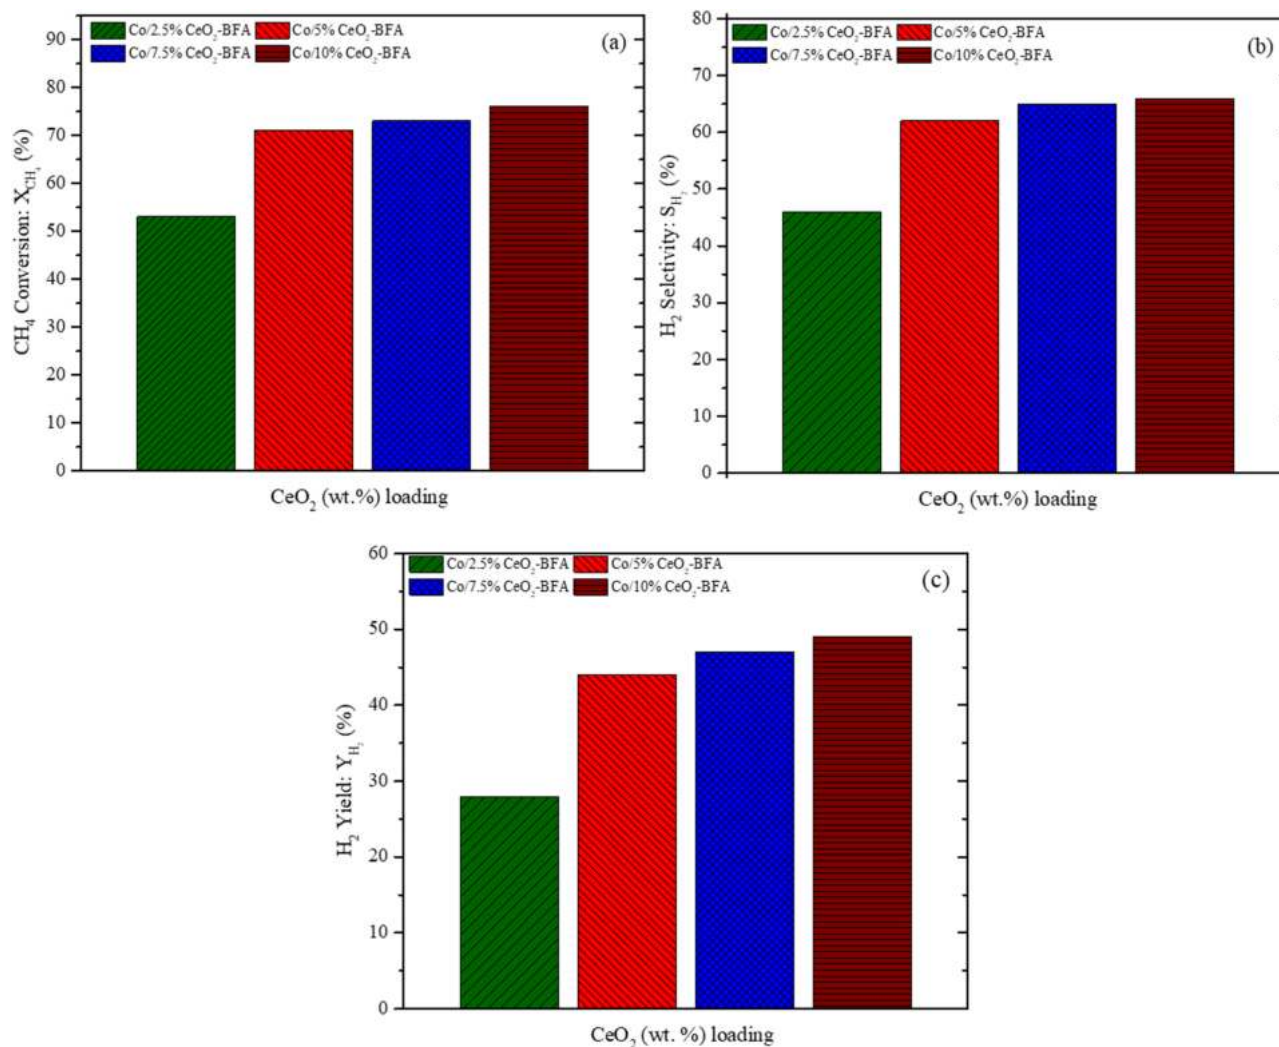 Co/2.5% CeO₂-BFA Co/5% CeO₂-BFA
Co/7.5% CeO₂-BFA Co/10% CeO₂-BFA
(a)
90
80
70
60
50
40
30
20
10
0
CH₄ Conversion: X_CH₄ (%)
CeO₂ (wt.%) loading
Co/2.5% CeO₂-BFA Co/5% CeO₂-BFA
Co/7.5% CeO₂-BFA Co/10% CeO₂-BFA
(b)
80
70
60
50
40
30
20
10
0
H₂ Selctivity: S_H₂ (%)
CeO₂ (wt.%) loading
Co/2.5% CeO₂-BFA Co/5% CeO₂-BFA
Co/7.5% CeO₂-BFA Co/10% CeO₂-BFA
(c)
60
50
40
30
20
10
0
H₂ Yield: Y_H₂ (%)
CeO₂ (wt. %) loading